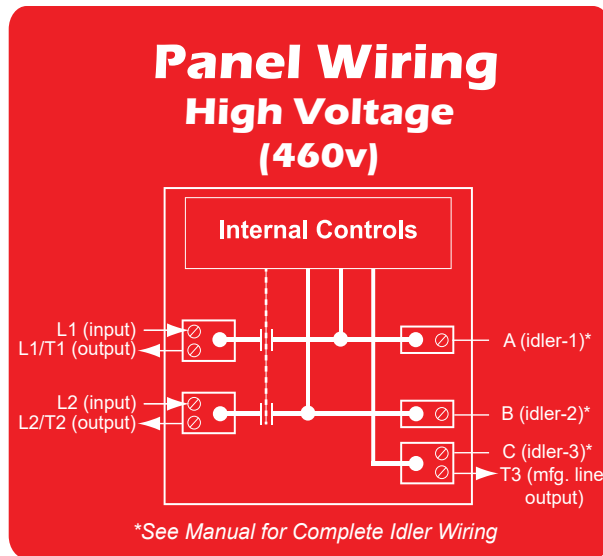 Panel Wiring
High Voltage
(460v)
Internal Controls
L1 (input)
L1/T1 (output)
A (idler-1)*
L2 (input)
L2/T2 (output)
B (idler-2)*
C (idler-3)*
T3 (mfg. line
output)
*See Manual for Complete Idler Wiring